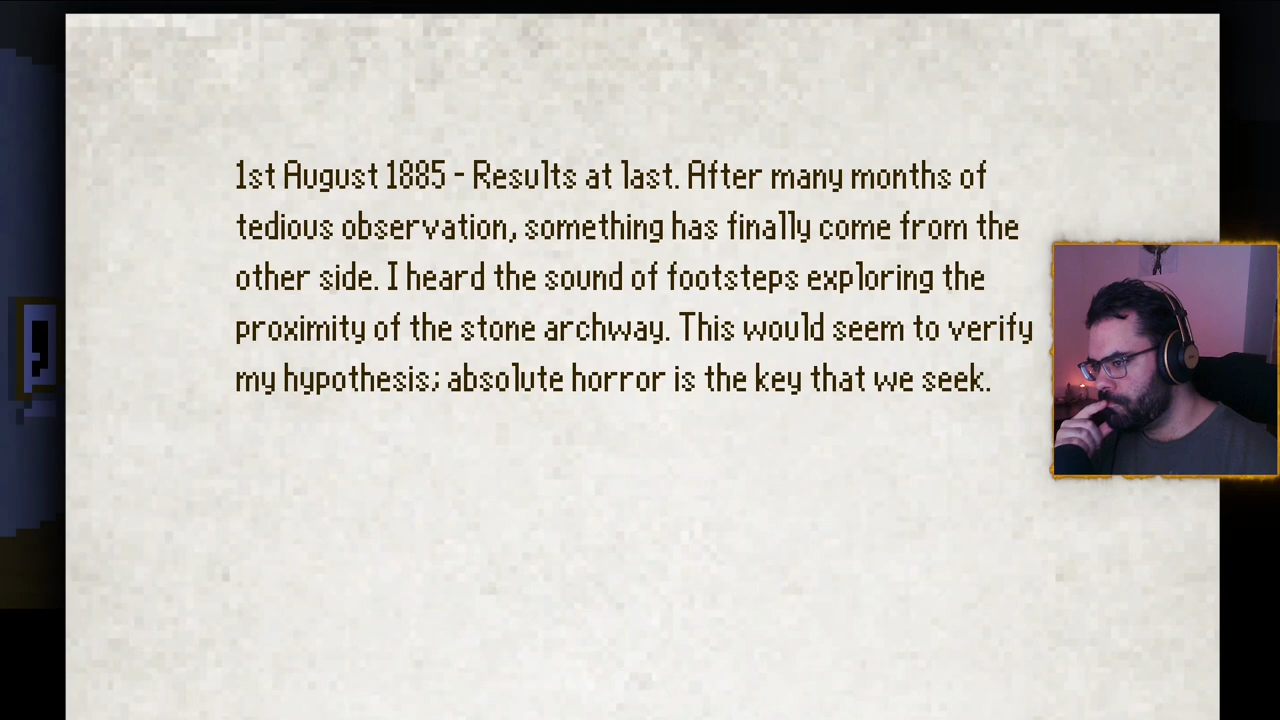 1st August 1885 - Results at last. After many months of
tedious observation, something has finally come from the
other side. I heard the sound of footsteps exploring the
proximity of the stone archway. This would seem to verify
my hypothesis; absolute horror is the key that we seek.